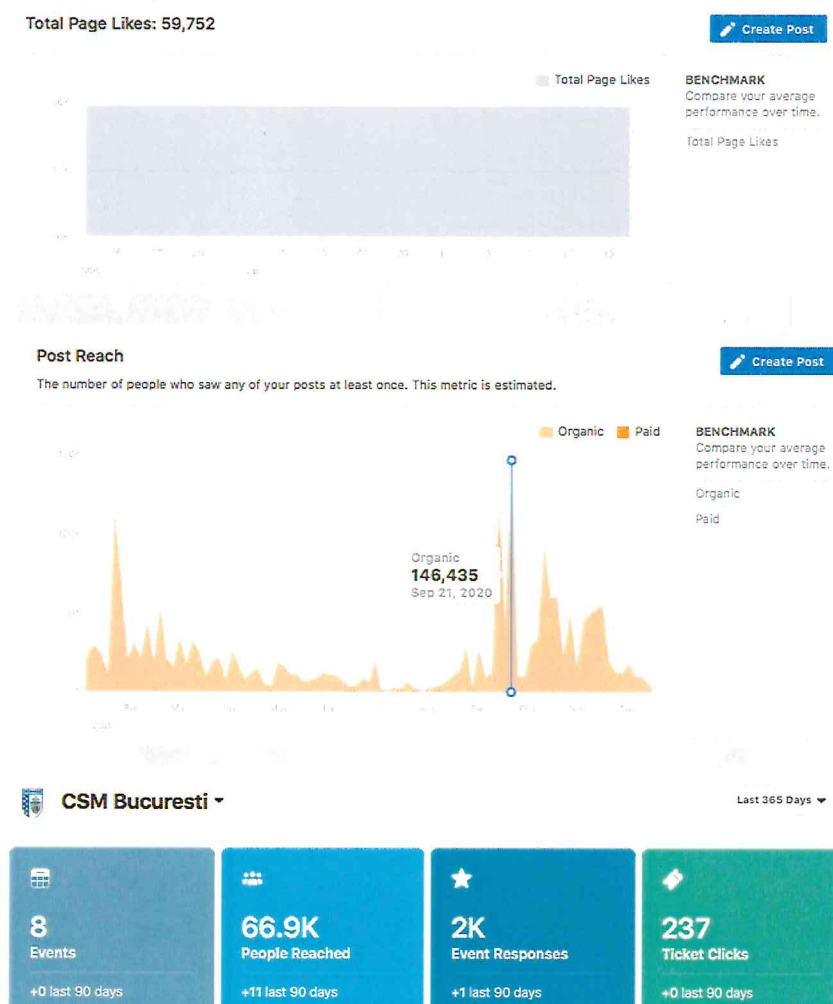 Total Page Likes: 59,752
Create Post
Total Page Likes
BENCHMARK
Compare your average
performance over time.
Total Page Likes
Post Reach
Create Post
The number of people who saw any of your posts at least once. This metric is estimated.
Organic Paid
BENCHMARK
Compare your average
performance over time.
Organic
Paid
Organic
146,435
Sep 21, 2020
CSM Bucuresti
Last 365 Days
8
Events
+0 last 90 days
66.9K
People Reached
+11 last 90 days
2K
Event Responses
+1 last 90 days
237
Ticket Clicks
+0 last 90 days